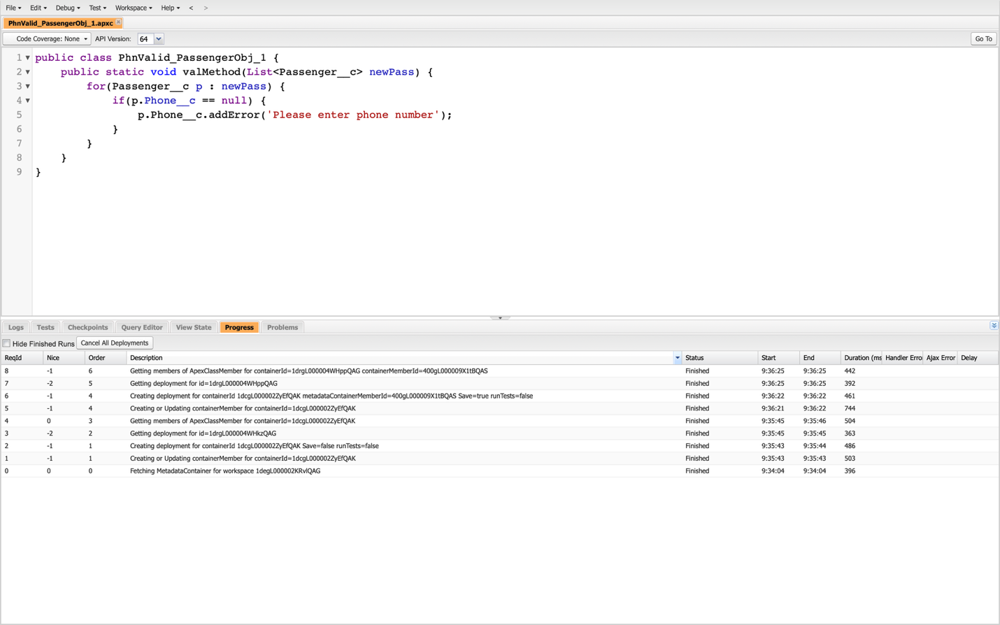 File Edit Debug Test Workspace Help < >
PhnValid_PassengerObj_1.apxc
Code Coverage: None API Version: 64 Go To
1 public class PhnValid_PassengerObj_1 {
2 public static void valMethod(List<Passenger__c> newPass) {
3 for(Passenger__c p : newPass) {
4 if(p.Phone__c == null) {
5 p.Phone__c.addError('Please enter phone number');
6 }
7 }
8 }
9 }
Logs Tests Checkpoints Query Editor View State Progress Problems
Hide Finished Runs Cancel All Deployments
ReqId Nice Order Description Status Start End Duration (ms Handler Erro Ajax Error Delay
8 -1 6 Getting members of ApexClassMember for containerId=1drgL000004WHppQAG containerMemberId=400gL000009X1tBQAS Finished 9:36:25 9:36:25 442
7 -2 5 Getting deployment for id=1drgL000004WHppQAG Finished 9:36:25 9:36:25 392
6 -1 4 Creating deployment for containerId 1dcgL000002ZyEfQAK metadataContainerMemberId=400gL000009X1tBQAS Save=true runTests=false Finished 9:36:22 9:36:22 461
5 -1 4 Creating or Updating containerMember for containerId=1dcgL000002ZyEfQAK Finished 9:36:21 9:36:22 744
4 0 3 Getting members of ApexClassMember for containerId=1dcgL000002ZyEfQAK Finished 9:35:45 9:35:46 504
3 -2 2 Getting deployment for id=1drgL000004WHkzQAG Finished 9:35:45 9:35:45 363
2 -1 1 Creating deployment for containerId 1dcgL000002ZyEfQAK Save=false runTests=false Finished 9:35:43 9:35:44 486
1 -1 1 Creating or Updating containerMember for containerId=1dcgL000002ZyEfQAK Finished 9:35:43 9:35:43 503
0 0 0 Fetching MetadataContainer for workspace 1degL000002KRvlQAG Finished 9:34:04 9:34:04 396